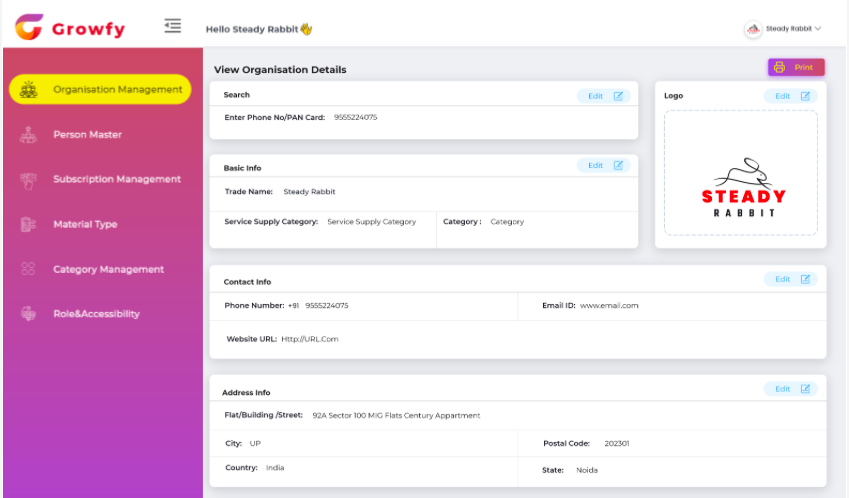 Growfy
Hello Steady Rabbit👋
Steady Rabbit
Organisation Management
Person Master
Subscription Management
Material Type
Category Management
Role&Accessibility
View Organisation Details
Print
Search
Edit
Enter Phone No/PAN Card: 9555224075
Logo
Edit
STEADY
RABBIT
Basic Info
Edit
Trade Name: Steady Rabbit
Service Supply Category: Service Supply Category
Category : Category
Contact Info
Edit
Phone Number: +91 9555224075
Email ID: www.email.com
Website URL: Http://URL.Com
Address Info
Edit
Flat/Building /Street: 92A Sector 100 MIG Flats Century Appartment
City: UP
Postal Code: 202301
Country: India
State: Noida